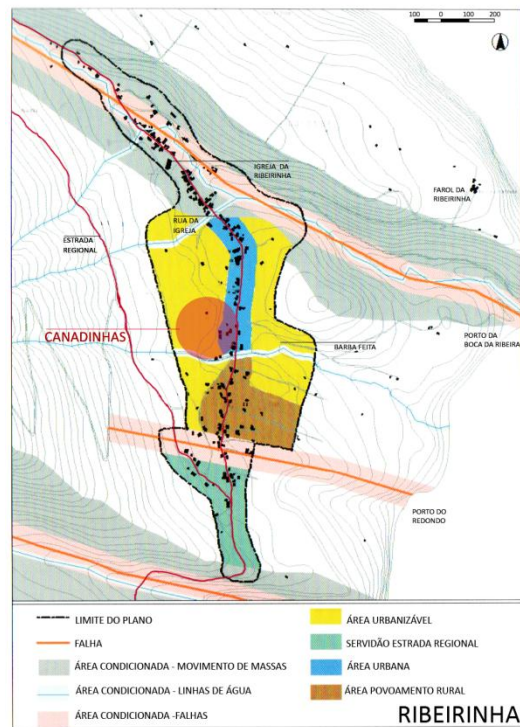 100 0 100 200
IGREJA DA
RIBEIRINHA
FAROL DA
RIBEIRINHA
RUA DA
IGREJA
ESTRADA
REGIONAL
CANADINHAS
PORTO DA
BOCA DA RIBEIRA
BARBA FEITA
PORTO DO
REDONDO
LIMITE DO PLANO
FALHA
ÁREA CONDICIONADA - MOVIMENTO DE MASSAS
ÁREA CONDICIONADA - LINHAS DE ÁGUA
ÁREA CONDICIONADA -FALHAS
ÁREA URBANIZÁVEL
SERVIDÃO ESTRADA REGIONAL
ÁREA URBANA
ÁREA POVOAMENTO RURAL
RIBEIRINHA